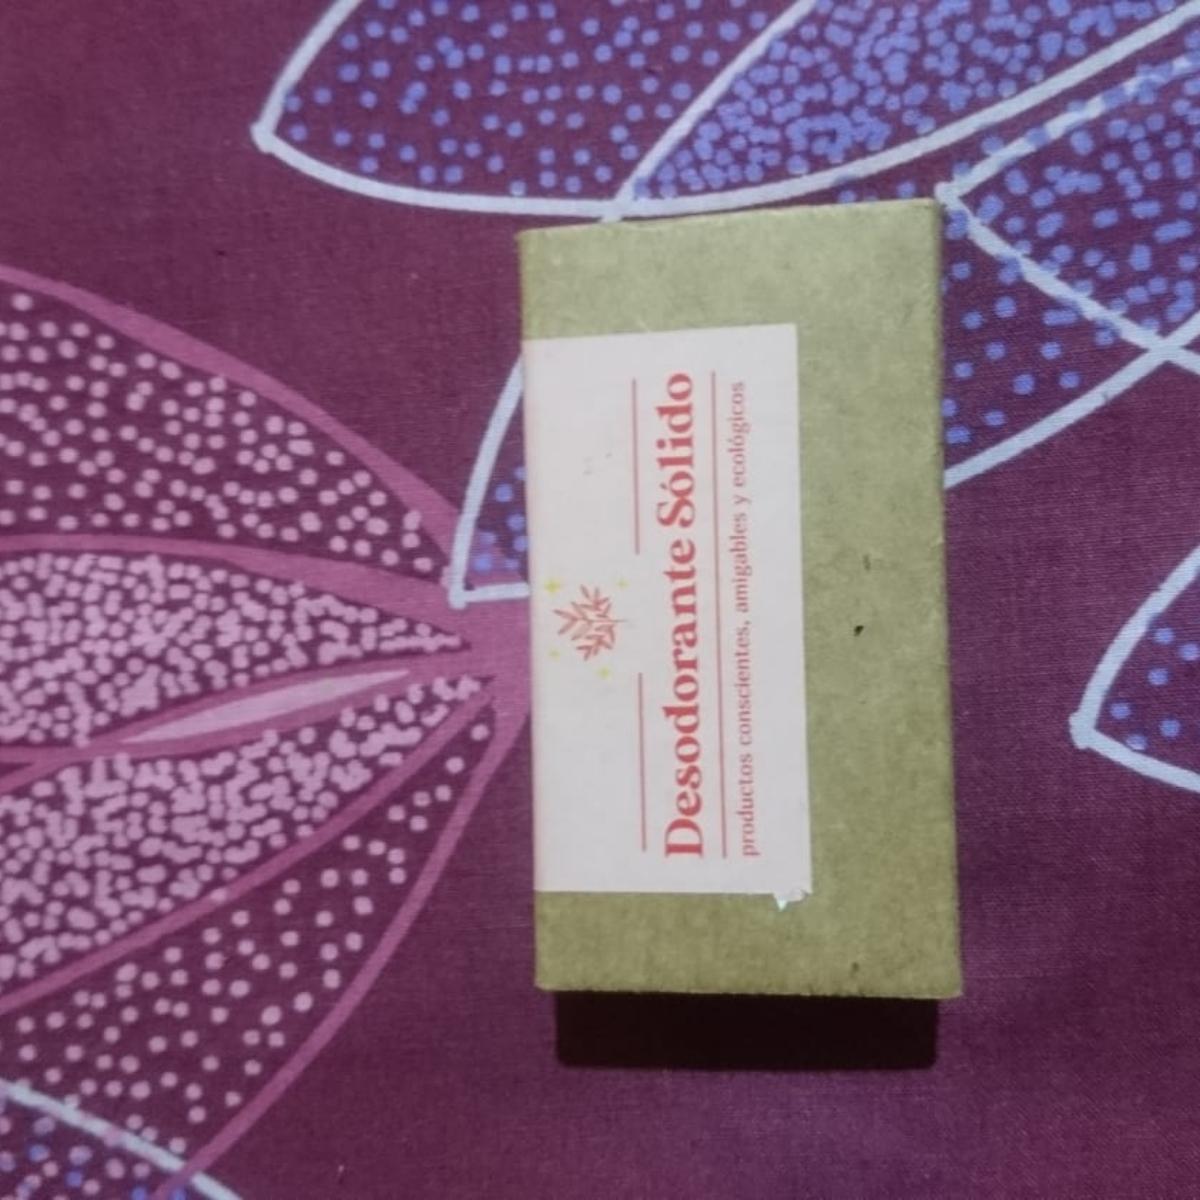 Desodorante Sólido
productos conscientes, amigables y ecológicos